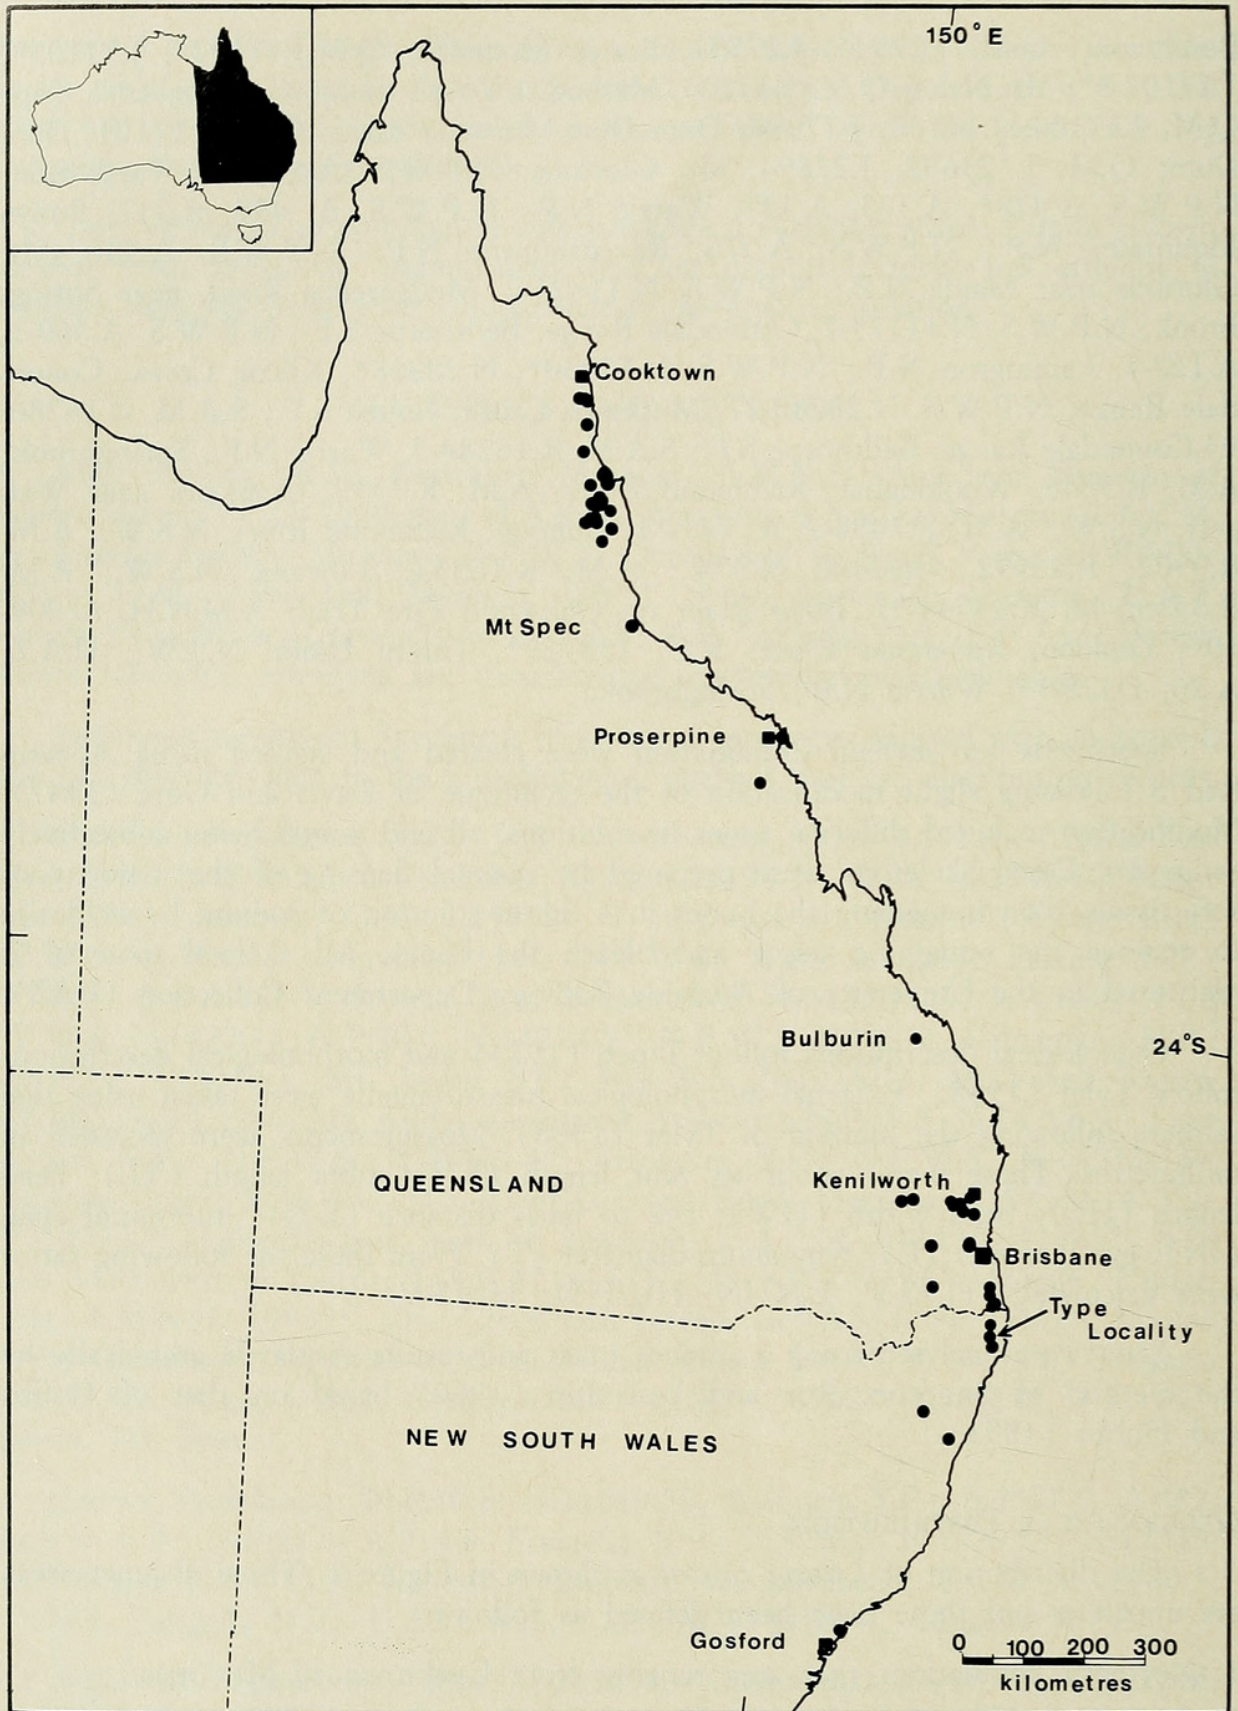 150°E
Cooktown
Mt Spec
Proserpine
Bulburin
24°S
QUEENSLAND
Kenilworth
Brisbane
Type
Locality
NEW SOUTH WALES
Gosford
0 100 200 300
kilometres